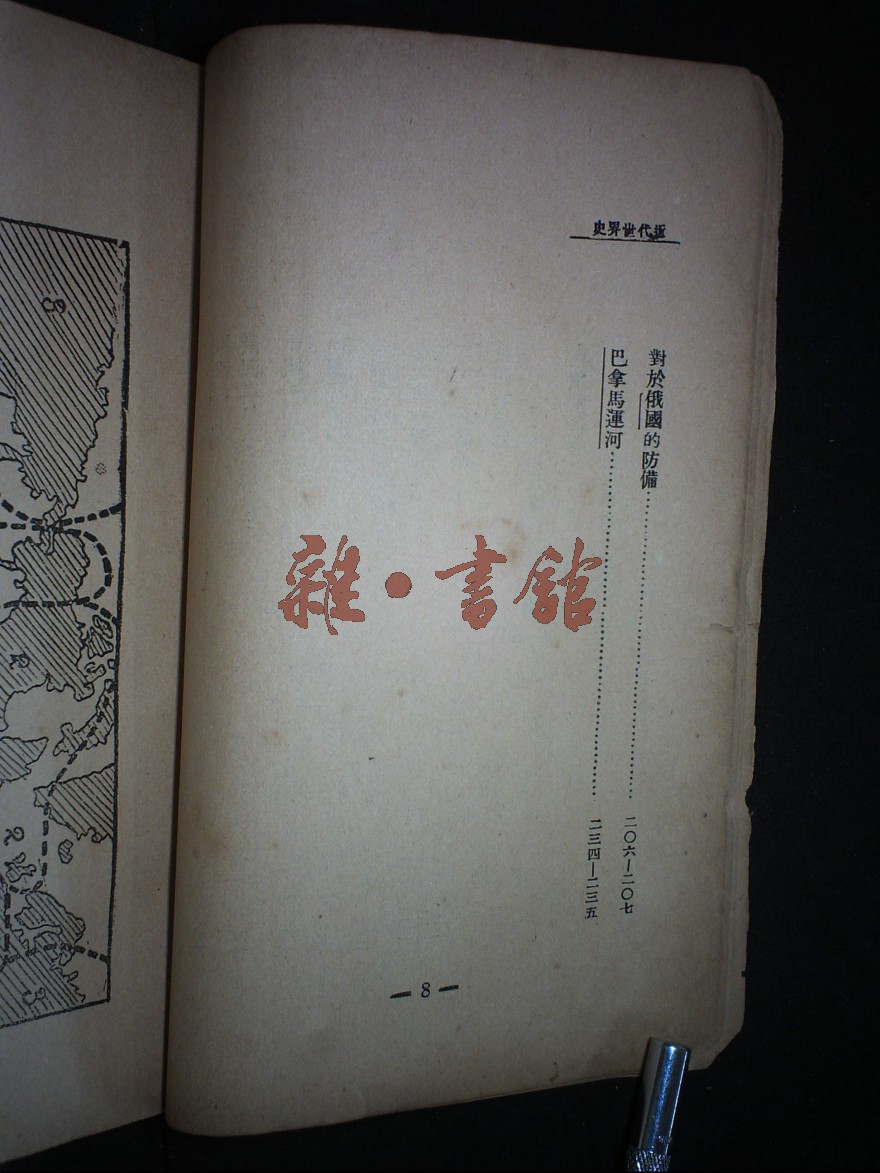 近代世界史
對於俄國的防備……二〇六—二〇七
巴拿馬運河……二三四—二三五
雜•書館
— 8 —